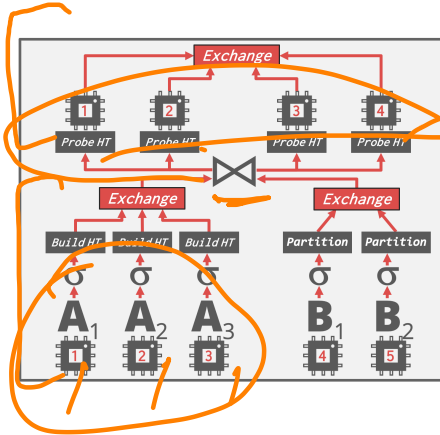 Exchange
1 2 3 4
Probe HT Probe HT Probe HT Probe HT
Exchange Exchange
Build HT Build HT Build HT Partition Partition
σ σ σ σ σ
A1 A2 A3 B1 B2
1 2 3 4 5